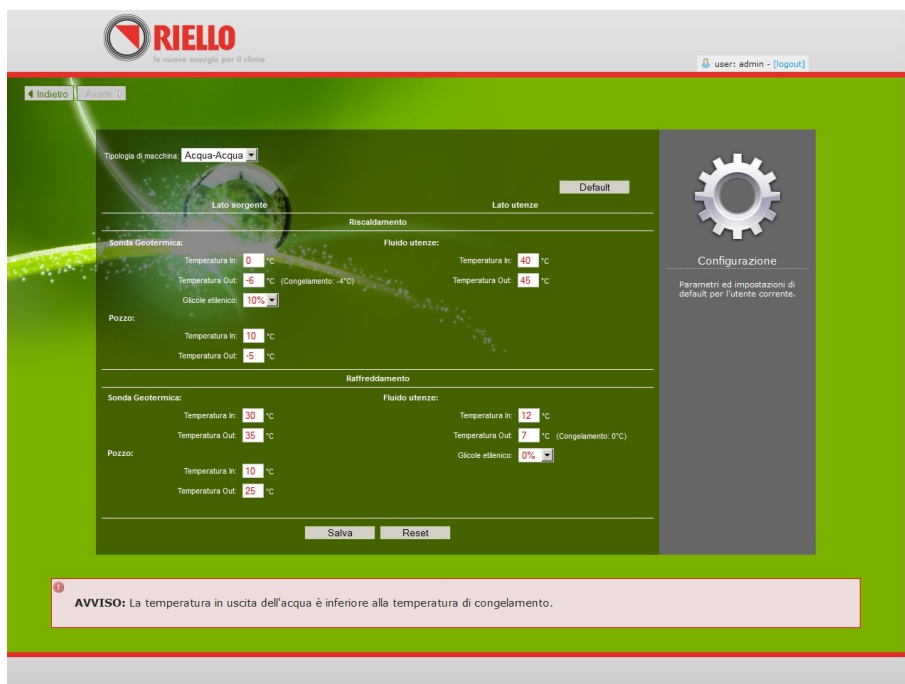 RIELLO
le nuove energie per il clima
user: admin - [logout]
Indietro Avanti
Tipologia di macchina: Acqua-Acqua
Default
Lato sorgente Lato utenze
Riscaldamento
Sonda Geotermica: Fluido utenze:
Temperatura In: 0 °C Temperatura In: 40 °C
Temperatura Out: -6 °C (Congelamento: -4°C) Temperatura Out: 45 °C
Glicole etilenico: 10%
Pozzo:
Temperatura In: 10 °C
Temperatura Out: -5 °C
Raffreddamento
Sonda Geotermica: Fluido utenze:
Temperatura In: 30 °C Temperatura In: 12 °C
Temperatura Out: 35 °C Temperatura Out: 7 °C (Congelamento: 0°C)
Pozzo: Glicole etilenico: 0%
Temperatura In: 10 °C
Temperatura Out: 25 °C
Salva Reset
Configurazione
Parametri ed impostazioni di
default per l'utente corrente.
AVVISO: La temperatura in uscita dell'acqua è inferiore alla temperatura di congelamento.